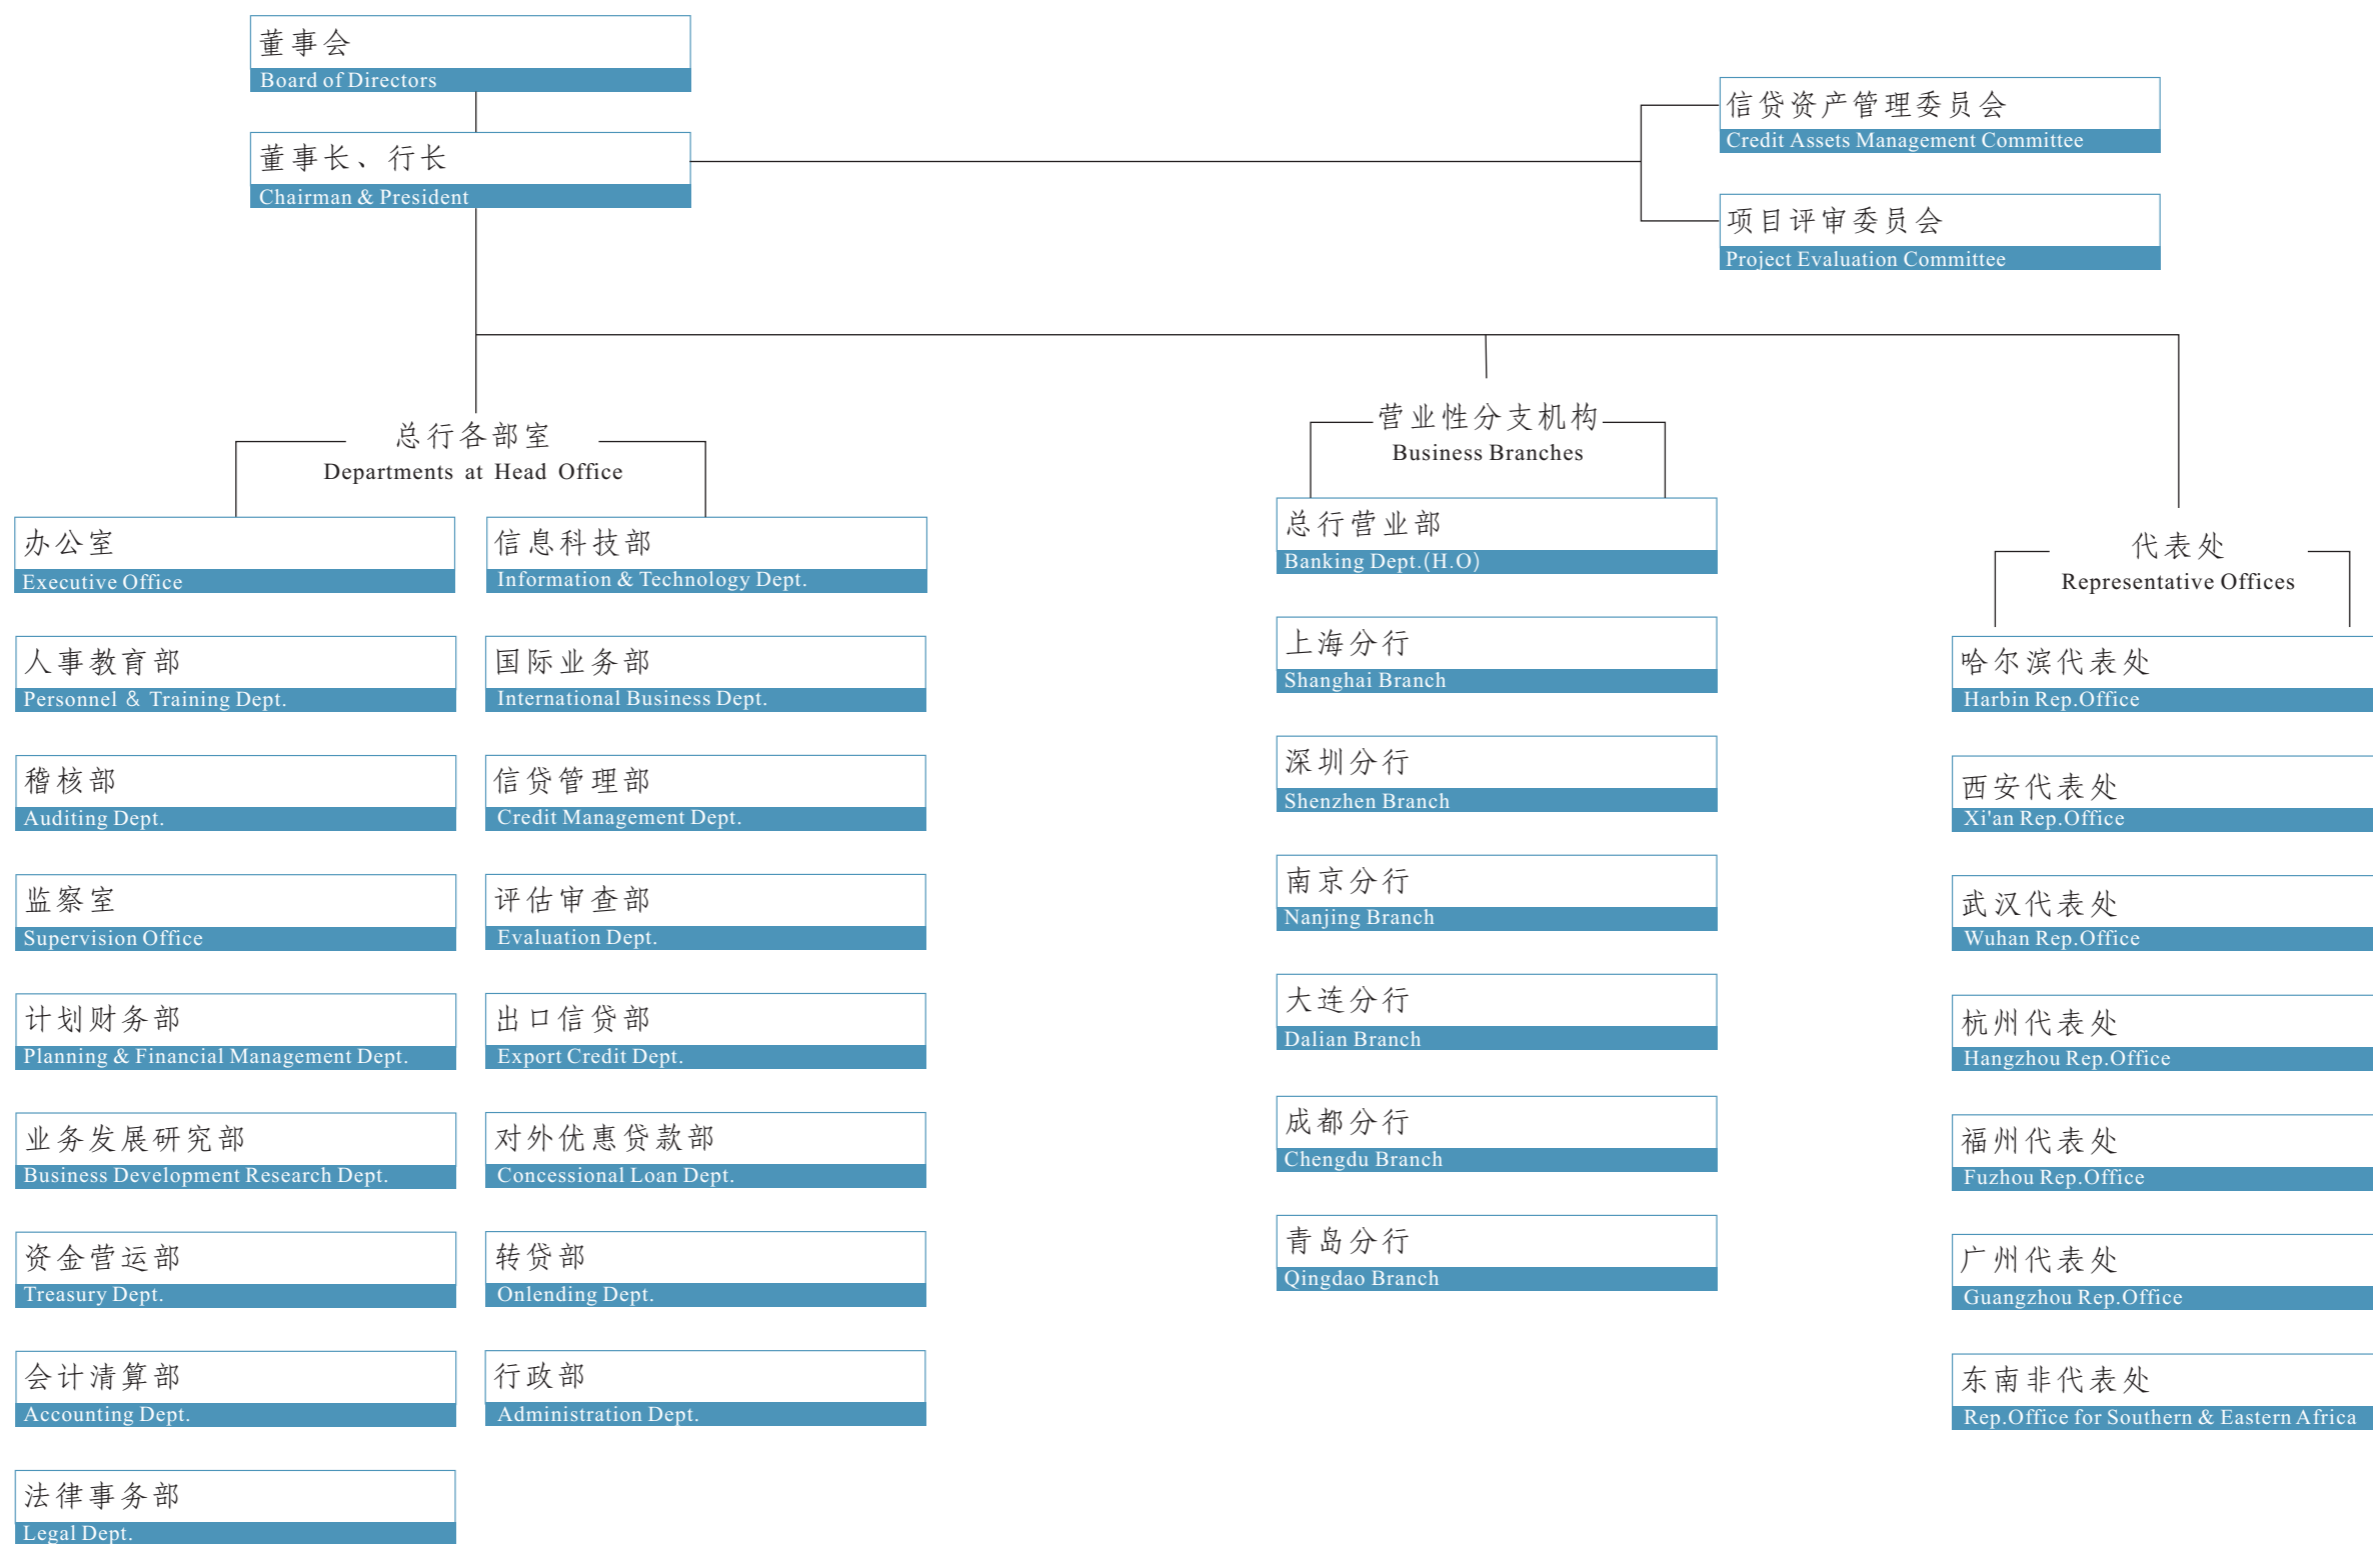 董事会
Board of Directors
董事长、行长
Chairman & President
信贷资产管理委员会
Credit Assets Management Committee
项目评审委员会
Project Evaluation Committee
总行各部室
Departments at Head Office
办公室
Executive Office
人事教育部
Personnel & Training Dept.
稽核部
Auditing Dept.
监察室
Supervision Office
计划财务部
Planning & Financial Management Dept.
业务发展研究部
Business Development Research Dept.
资金营运部
Treasury Dept.
会计清算部
Accounting Dept.
法律事务部
Legal Dept.
信息科技部
Information & Technology Dept.
国际业务部
International Business Dept.
信贷管理部
Credit Management Dept.
评估审查部
Evaluation Dept.
出口信贷部
Export Credit Dept.
对外优惠贷款部
Concessional Loan Dept.
转贷部
Onlending Dept.
行政部
Administration Dept.
营业性分支机构
Business Branches
总行营业部
Banking Dept.(H.O)
上海分行
Shanghai Branch
深圳分行
Shenzhen Branch
南京分行
Nanjing Branch
大连分行
Dalian Branch
成都分行
Chengdu Branch
青岛分行
Qingdao Branch
代表处
Representative Offices
哈尔滨代表处
Harbin Rep.Office
西安代表处
Xi'an Rep.Office
武汉代表处
Wuhan Rep.Office
杭州代表处
Hangzhou Rep.Office
福州代表处
Fuzhou Rep.Office
广州代表处
Guangzhou Rep.Office
东南非代表处
Rep.Office for Southern & Eastern Africa